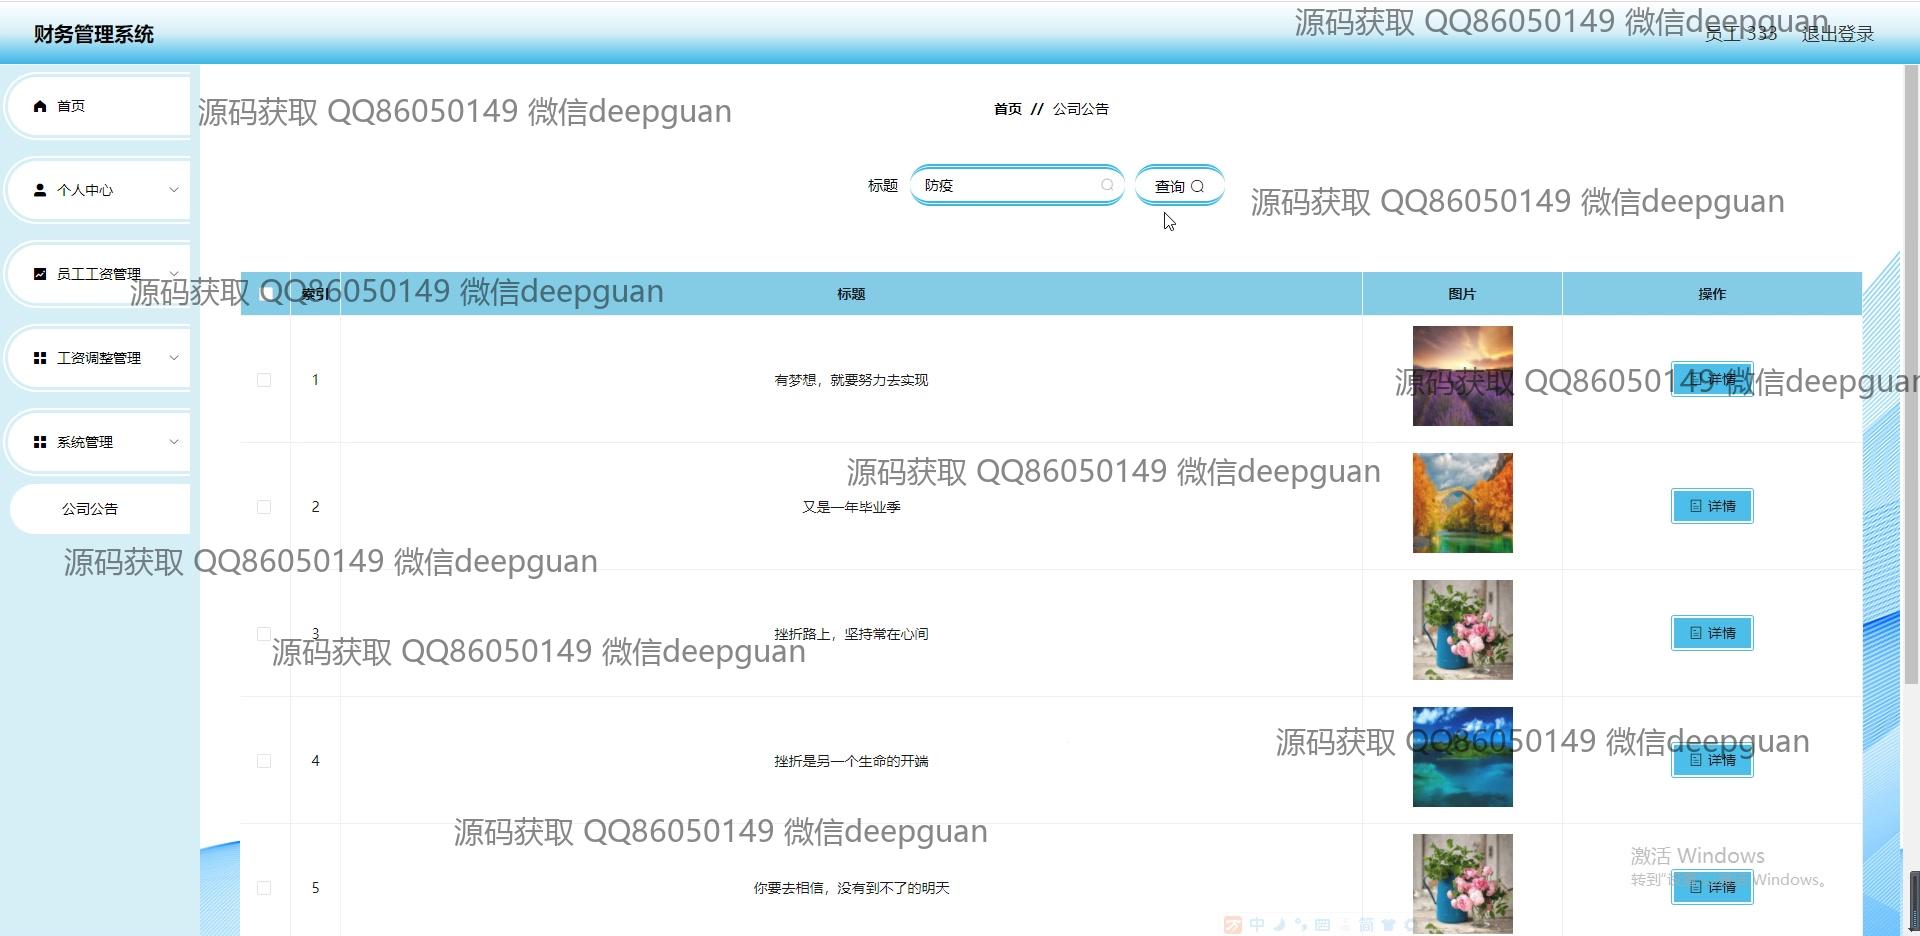 财务管理系统
源码获取 QQ86050149 微信deepguan
员工 333 退出登录
首页
源码获取 QQ86050149 微信deepguan
首页 // 公司公告
个人中心
标题 防疫 查询
源码获取 QQ86050149 微信deepguan
员工工资管理
源码获取 QQ86050149 微信deepguan
索引 标题 图片 操作
工资调整管理
1 有梦想，就要努力去实现 详情
源码获取 QQ86050149 微信deepguan
系统管理
源码获取 QQ86050149 微信deepguan
公司公告
2 又是一年毕业季 详情
源码获取 QQ86050149 微信deepguan
3 挫折路上，坚持常在心间 详情
源码获取 QQ86050149 微信deepguan
源码获取 QQ86050149 微信deepguan
4 挫折是另一个生命的开端 详情
源码获取 QQ86050149 微信deepguan
激活 Windows
转到“ Windows。
5 你要去相信，没有到不了的明天 详情
中 简